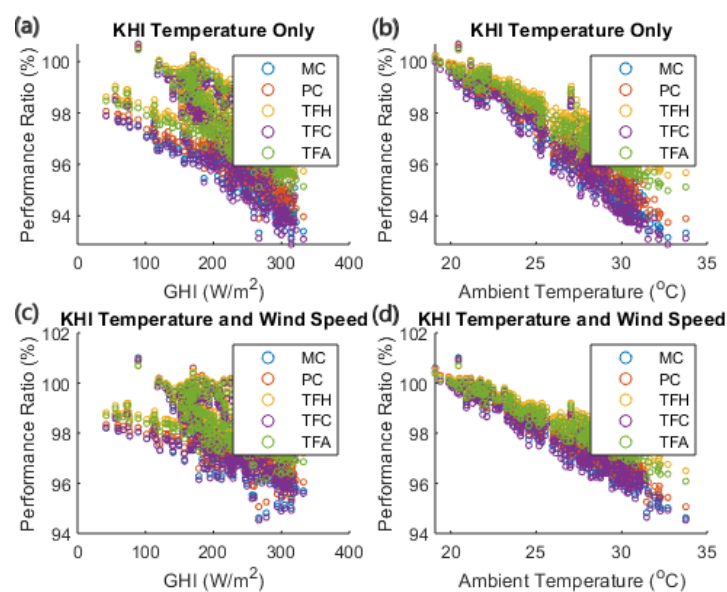 (a) KHI Temperature Only
Performance Ratio (%)
100
98
96
94
0 100 200 300 400
GHI (W/m²)
MC
PC
TFH
TFC
TFA
(b) KHI Temperature Only
Performance Ratio (%)
100
98
96
94
20 25 30 35
Ambient Temperature (°C)
MC
PC
TFH
TFC
TFA
(c) KHI Temperature and Wind Speed
Performance Ratio (%)
102
100
98
96
94
0 100 200 300 400
GHI (W/m²)
MC
PC
TFH
TFC
TFA
(d) KHI Temperature and Wind Speed
Performance Ratio (%)
102
100
98
96
94
20 25 30 35
Ambient Temperature (°C)
MC
PC
TFH
TFC
TFA